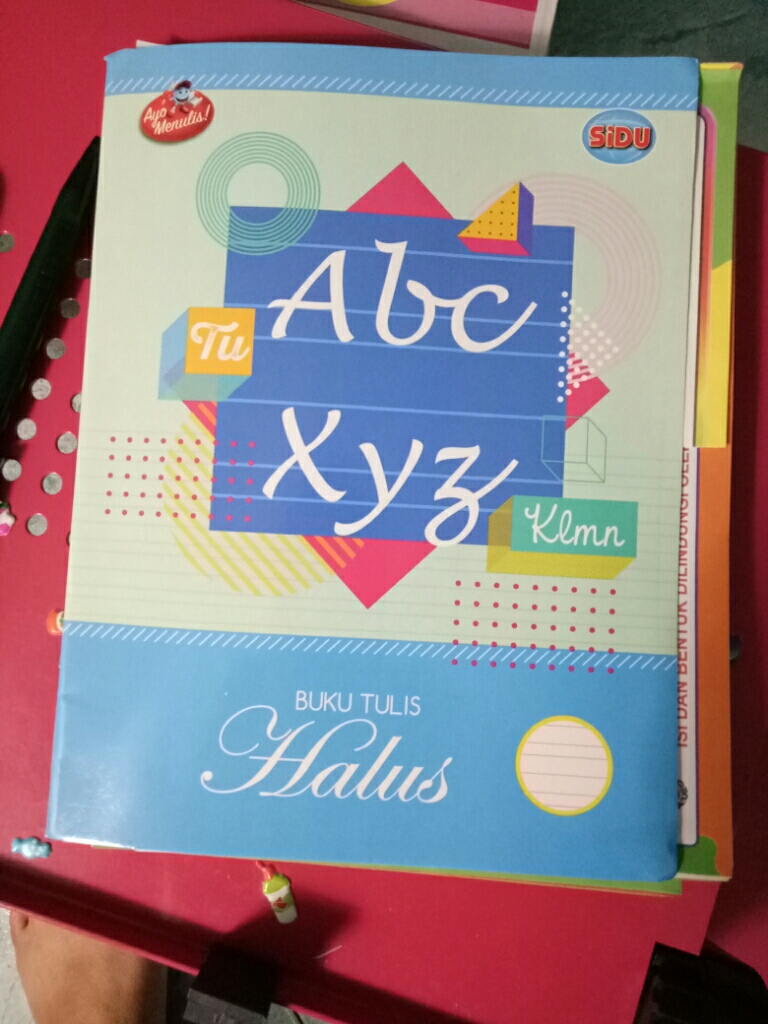 Ayo
Menulis!
SiDU
Abc
Tu
Xyz
Klmn
BUKU TULIS
Halus
ISI DAN BENTUK DILINDUNGI OLEH